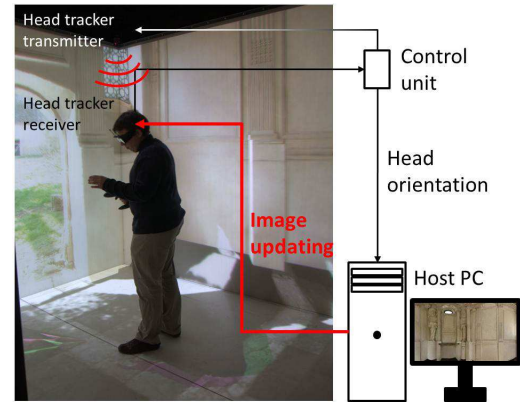 Head tracker
transmitter
Head tracker
receiver
Control
unit
Head
orientation
Image
updating
Host PC